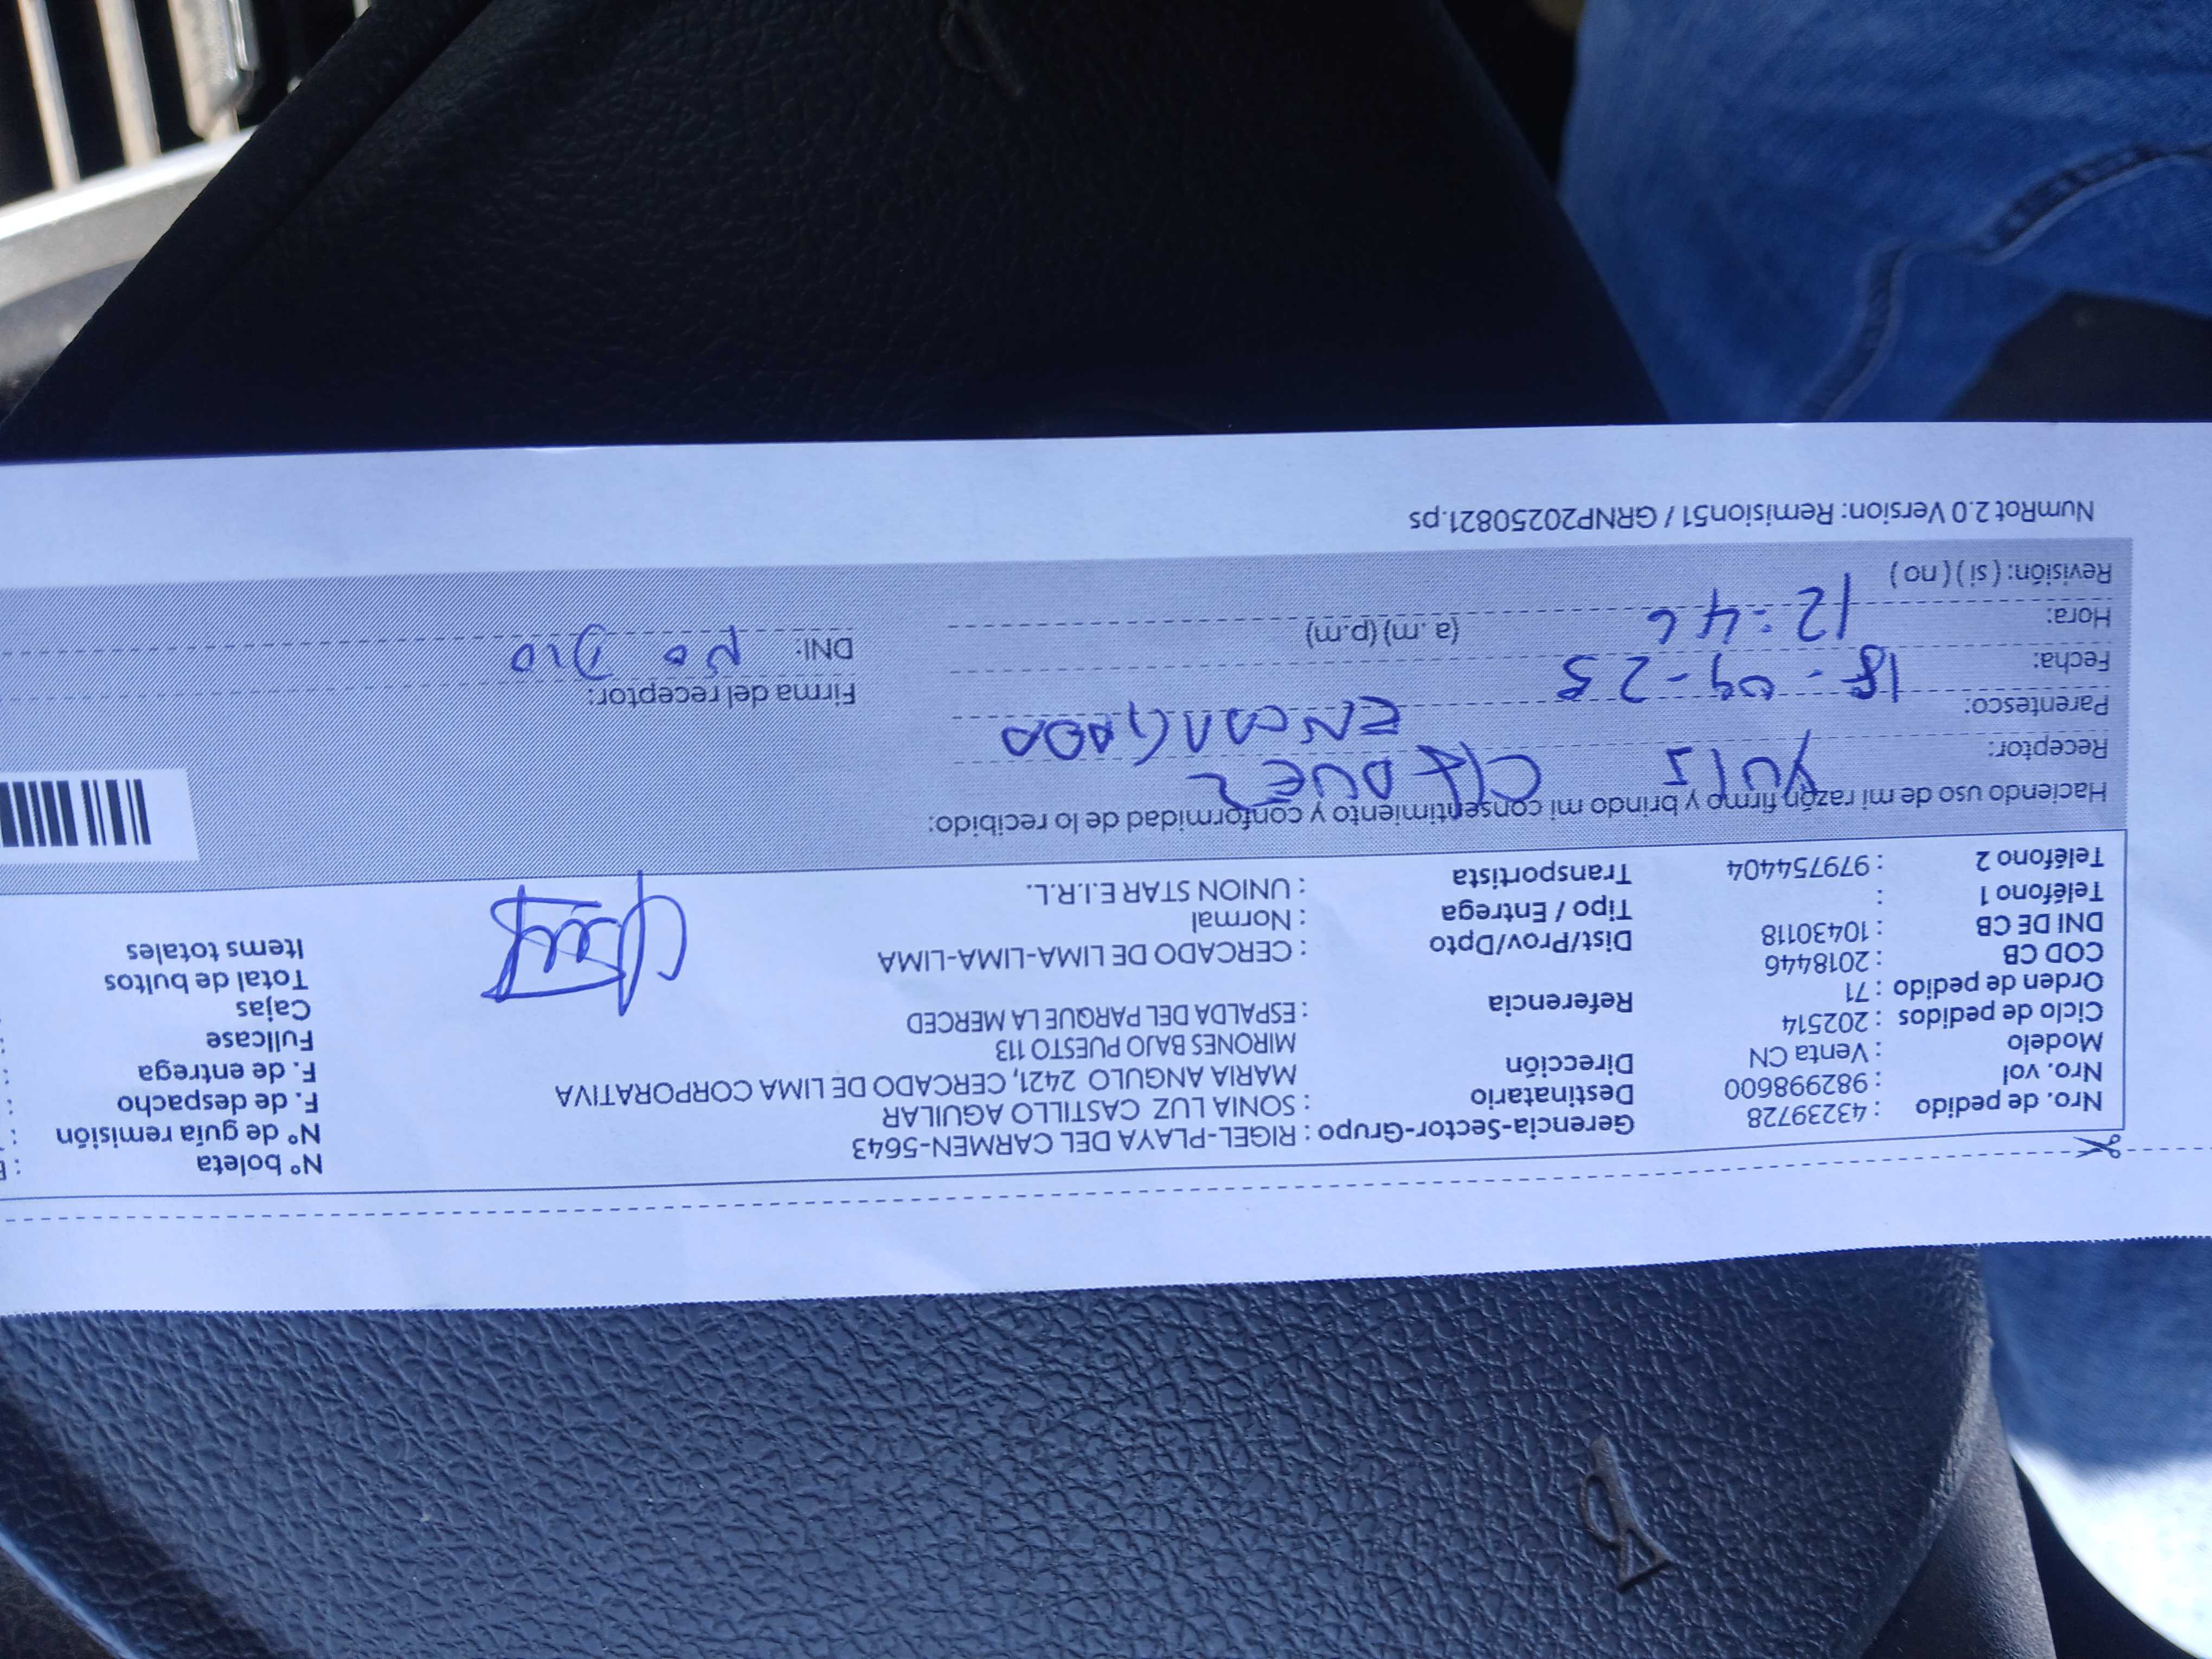 Nº boleta :
Nº de guía remisión :
F. de despacho :
F. de entrega :
Fullcase :
Cajas
Total de bultos
Items totales
Nro. de pedido : 43239728
Nro. vol : 982998600
Modelo : Venta CN
Ciclo de pedidos : 202514
Orden de pedido : 71
COD CB : 2018446
DNI DE CB : 10430118
Teléfono 1 :
Teléfono 2 : 979754404
Gerencia-Sector-Grupo : RIGEL-PLAYA DEL CARMEN-5643
Destinatario : SONIA LUZ CASTILLO AGUILAR
Dirección MARIA ANGULO 2421, CERCADO DE LIMA CORPORATIVA
MIRONES BAJO PUESTO 113
Referencia : ESPALDA DEL PARQUE LA MERCED
Dist/Prov/Dpto : CERCADO DE LIMA-LIMA-LIMA
Tipo / Entrega : Normal
Transportista : UNION STAR E.I.R.L.
Haciendo uso de mi razón firmo y brindo mi consentimiento y conformidad de lo recibido:
Receptor:
Parentesco: ENCARGADA
Fecha: 18-09-25
Hora: 12:46 (a.m) (p.m)
Revisión: ( si ) ( no )
Firma del receptor:
DNI: NO DIO
NumRot 2.0 Version: Remision51 / GRNP20250821.ps